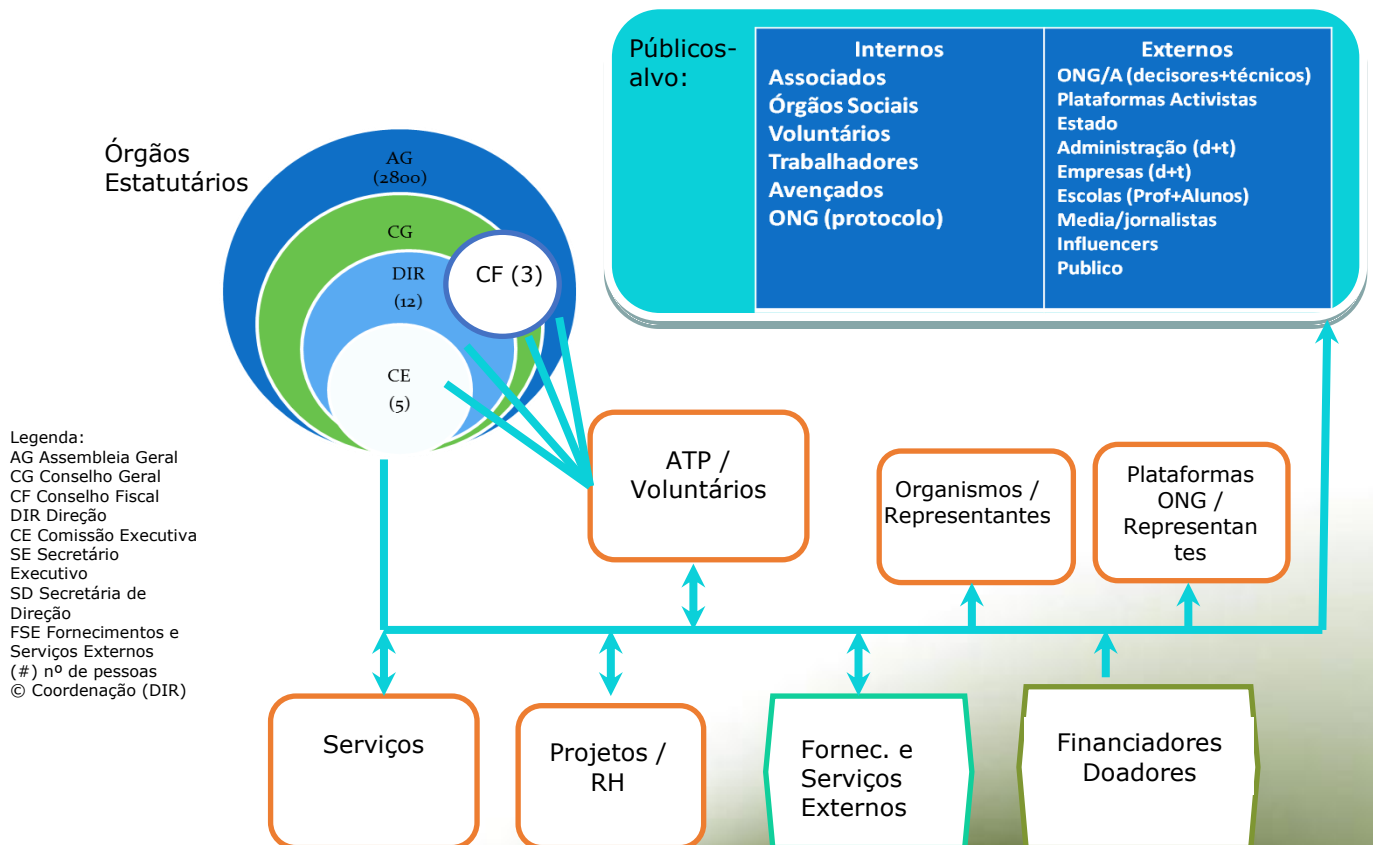 Públicos-
alvo:
Internos
Associados
Órgãos Sociais
Voluntários
Trabalhadores
Avençados
ONG (protocolo)
Externos
ONG/A (decisores+técnicos)
Plataformas Activistas
Estado
Administração (d+t)
Empresas (d+t)
Escolas (Prof+Alunos)
Media/jornalistas
Influencers
Publico
Órgãos
Estatutários
AG
(2800)
CG
DIR
(12)
CF (3)
CE
(5)
Legenda:
AG Assembleia Geral
CG Conselho Geral
CF Conselho Fiscal
DIR Direção
CE Comissão Executiva
SE Secretário
Executivo
SD Secretária de
Direção
FSE Fornecimentos e
Serviços Externos
(#) nº de pessoas
© Coordenação (DIR)
ATP /
Voluntários
Organismos /
Representantes
Plataformas
ONG /
Representan
tes
Serviços
Projetos /
RH
Fornec. e
Serviços
Externos
Financiadores
Doadores